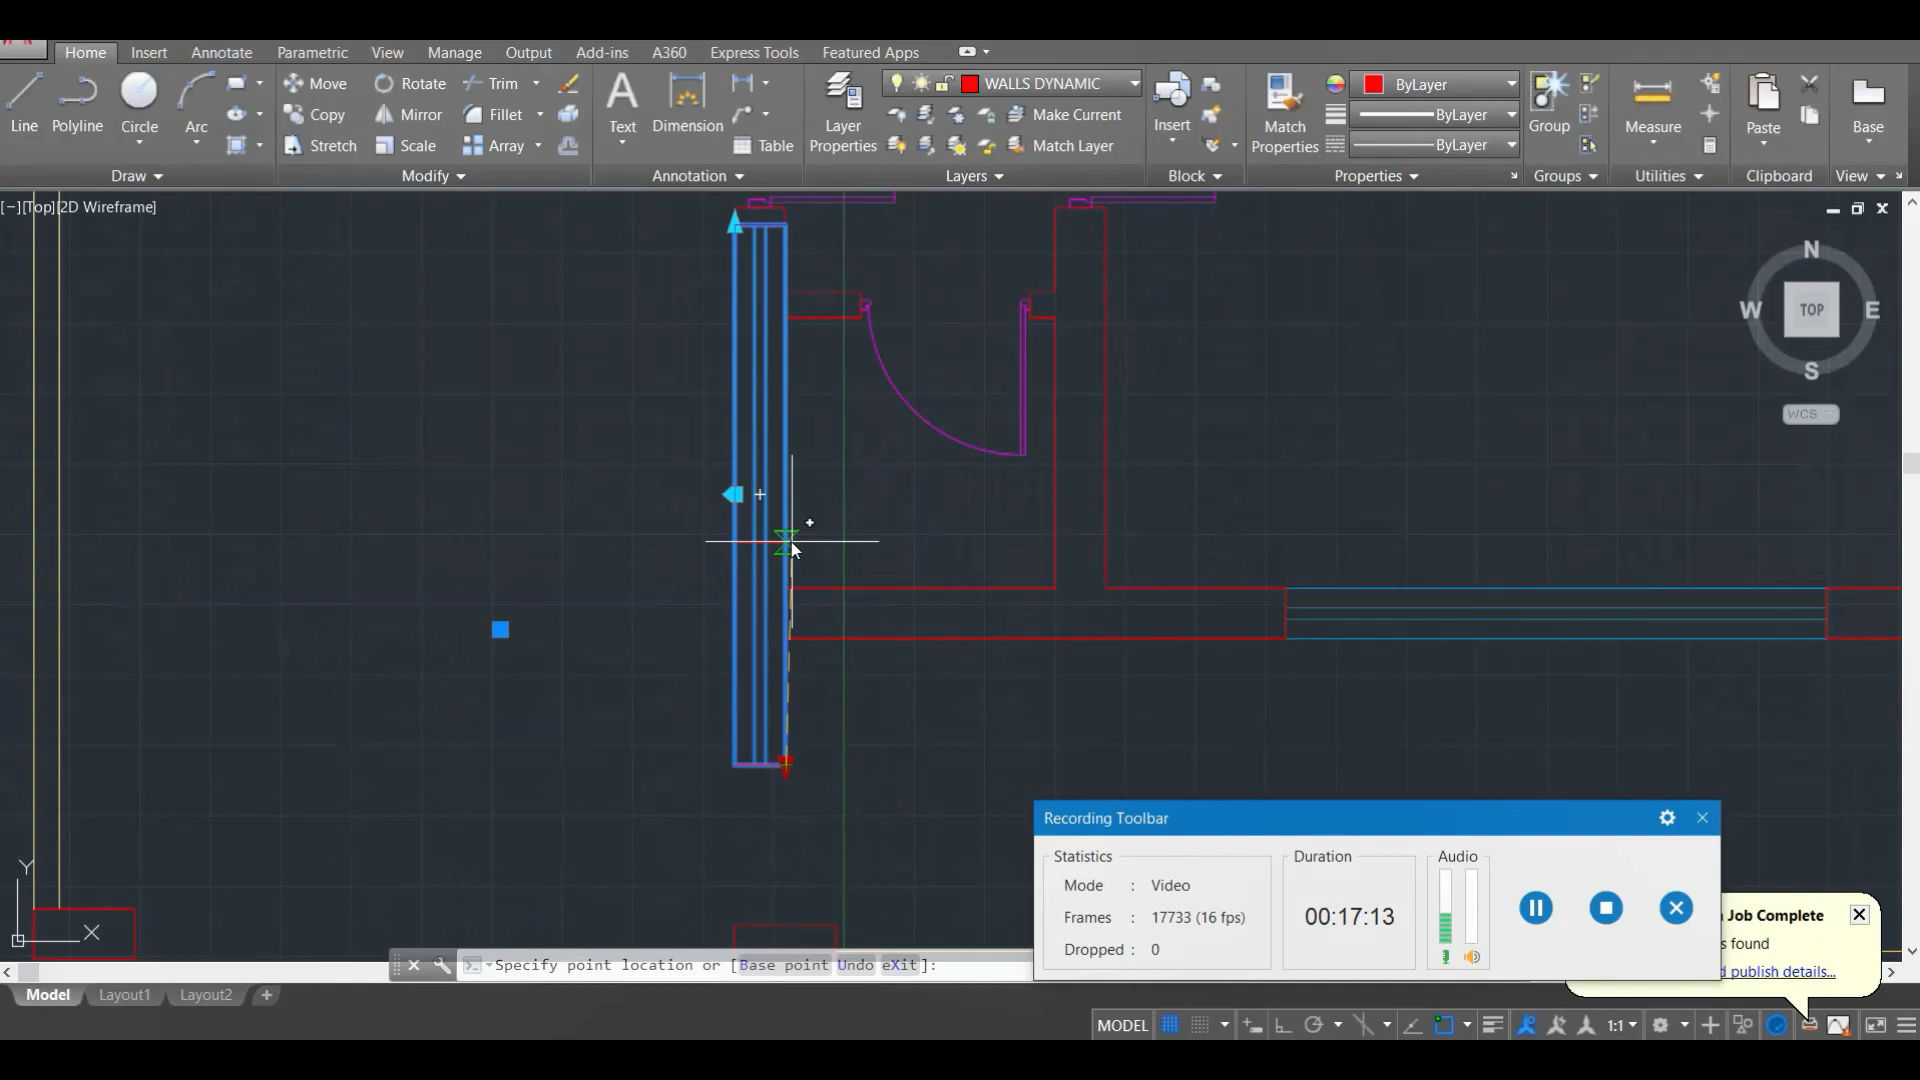 Home Insert Annotate Parametric View Manage Output Add-ins A360 Express Tools Featured Apps
Line Polyline Circle Arc
Move Rotate Trim
Copy Mirror Fillet
Stretch Scale Array
Text Dimension Table
Layer Properties
WALLS DYNAMIC
Make Current
Match Layer
Insert
Match Properties
ByLayer
ByLayer
ByLayer
Group Measure Paste Base
Draw Modify Annotation Layers Block Properties Groups Utilities Clipboard View
[−][Top][2D Wireframe]
N
W TOP E
S
WCS
Y
X
Recording Toolbar
Statistics Duration Audio
Mode : Video
Frames : 17733 (16 fps)
Dropped : 0
00:17:13
Job Complete
s found
d publish details...
Specify point location or [Base point Undo eXit]:
Model Layout1 Layout2
MODEL 1:1